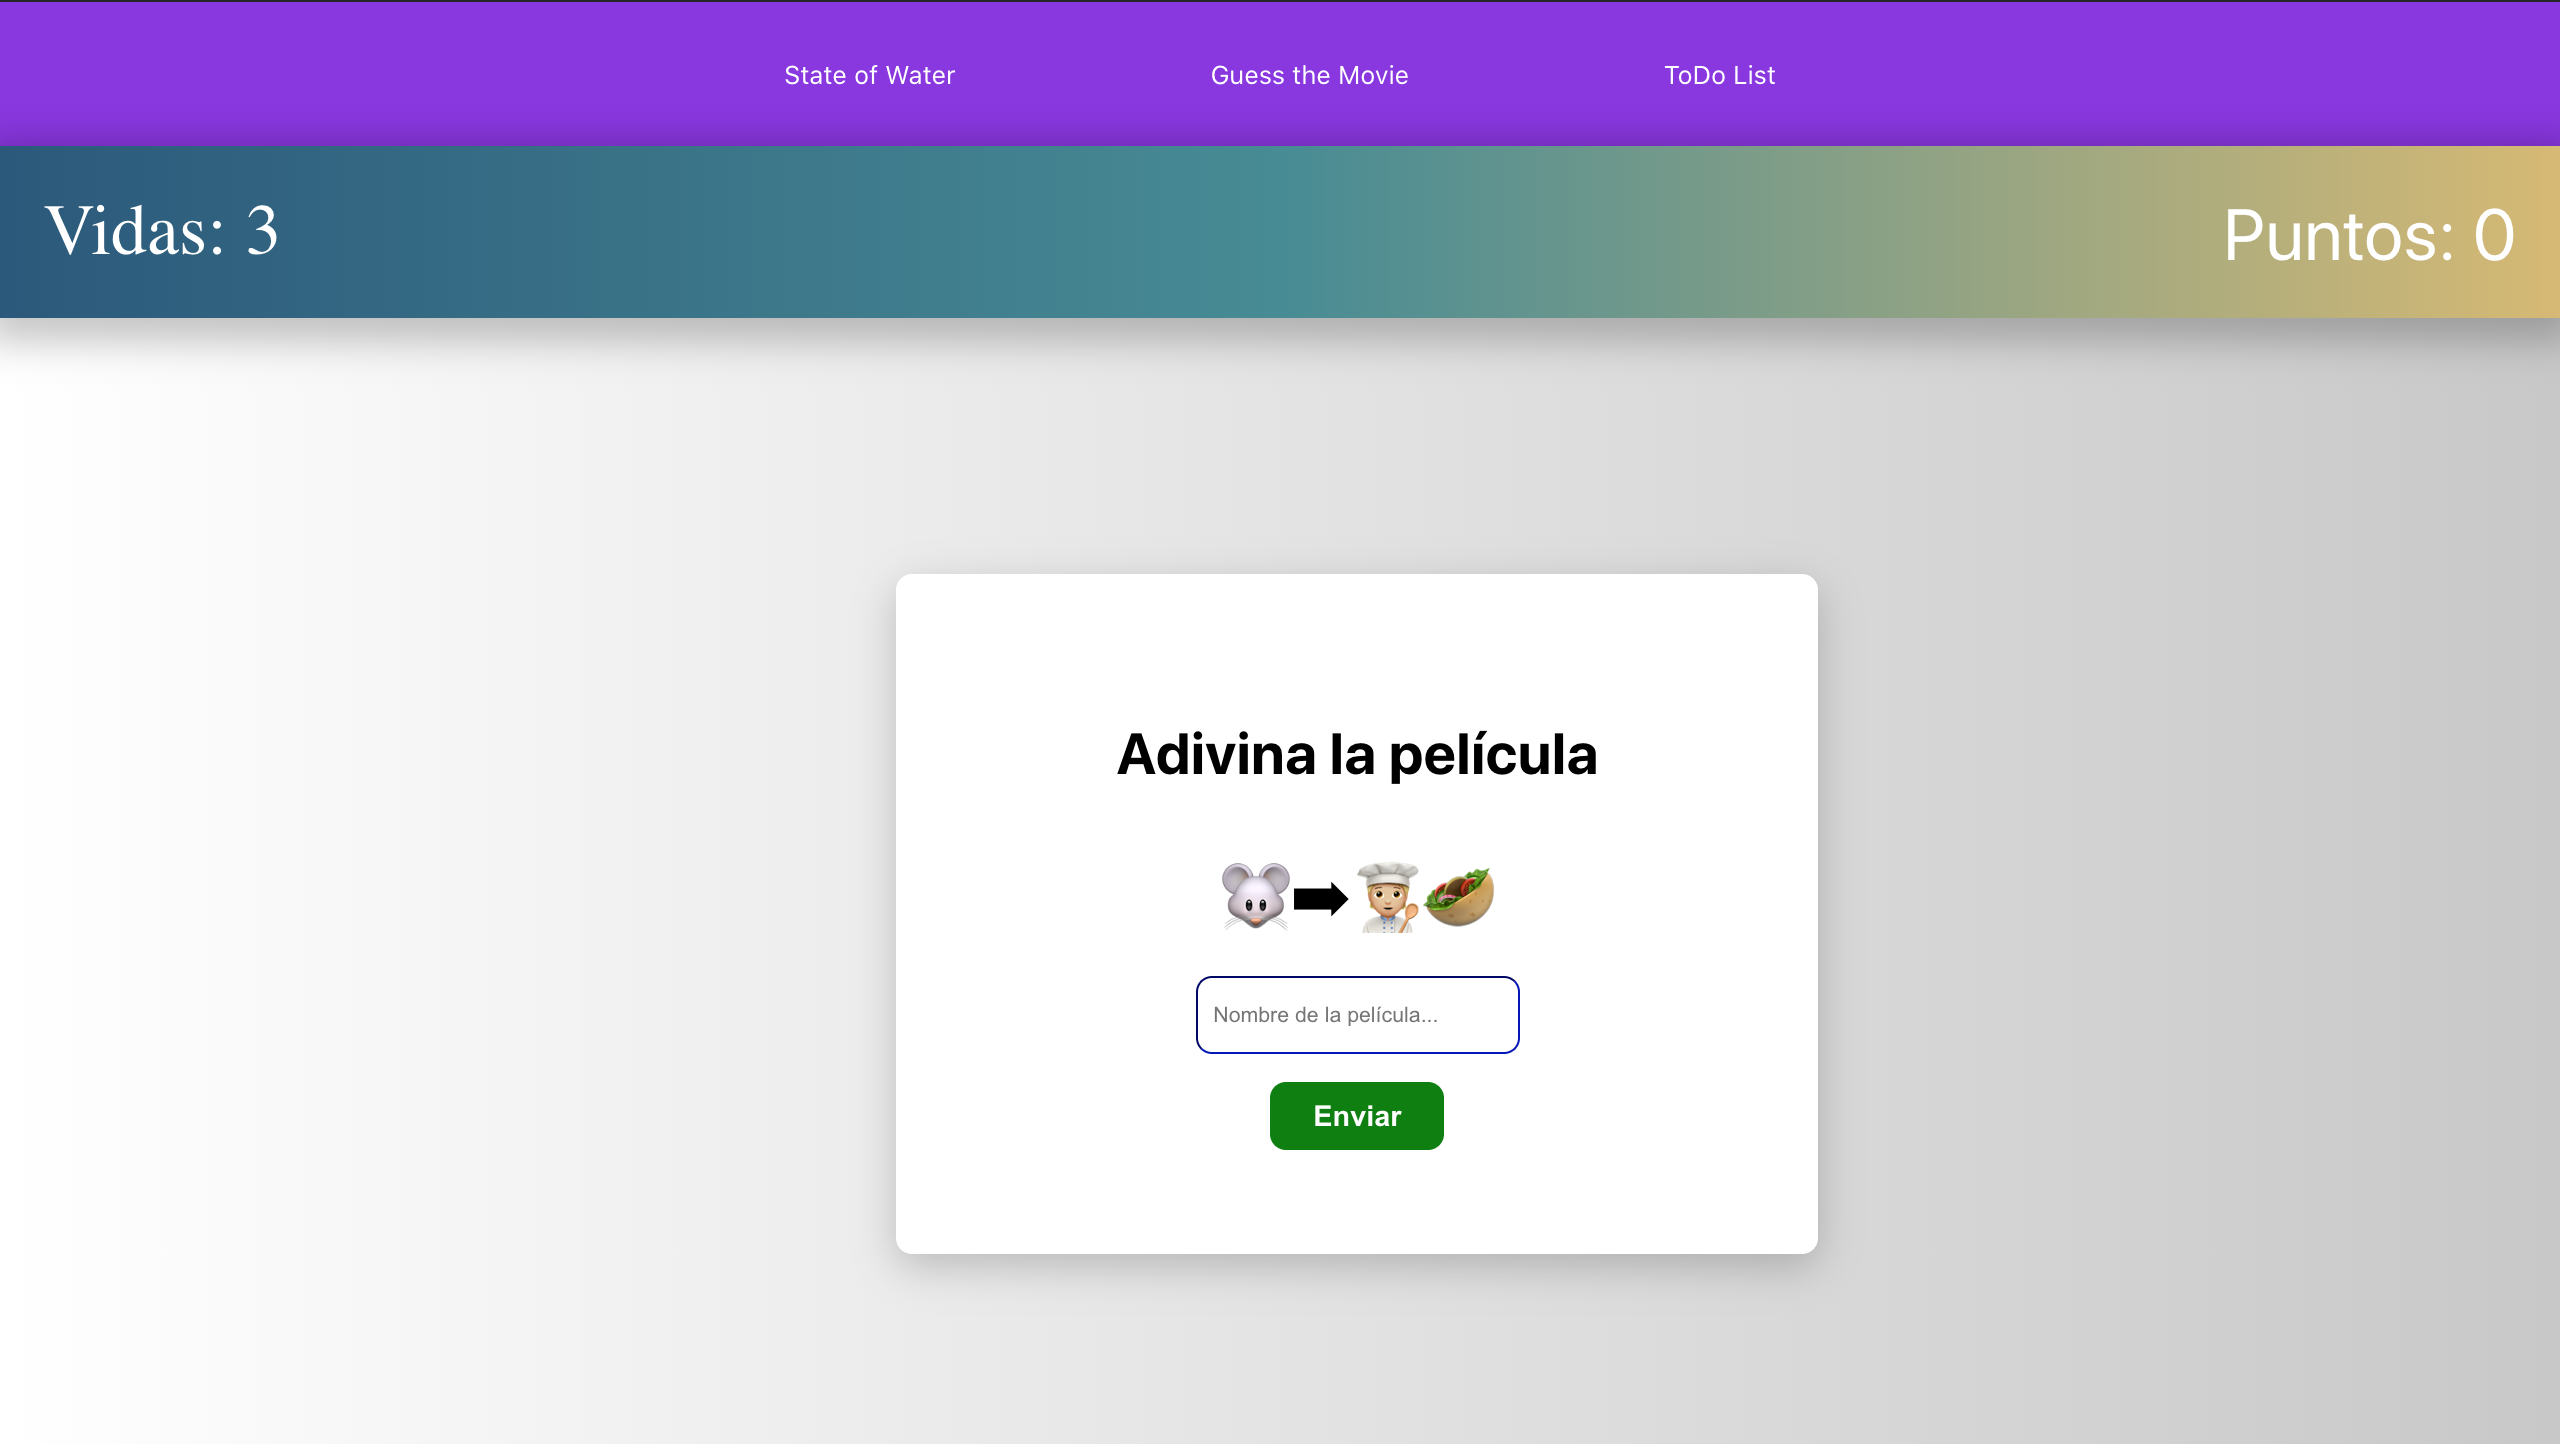 State of Water
Guess the Movie
ToDo List
Vidas: 3
Puntos: 0
Adivina la película
🐭➡👨🏼‍🍳🥙
Nombre de la película...
Enviar